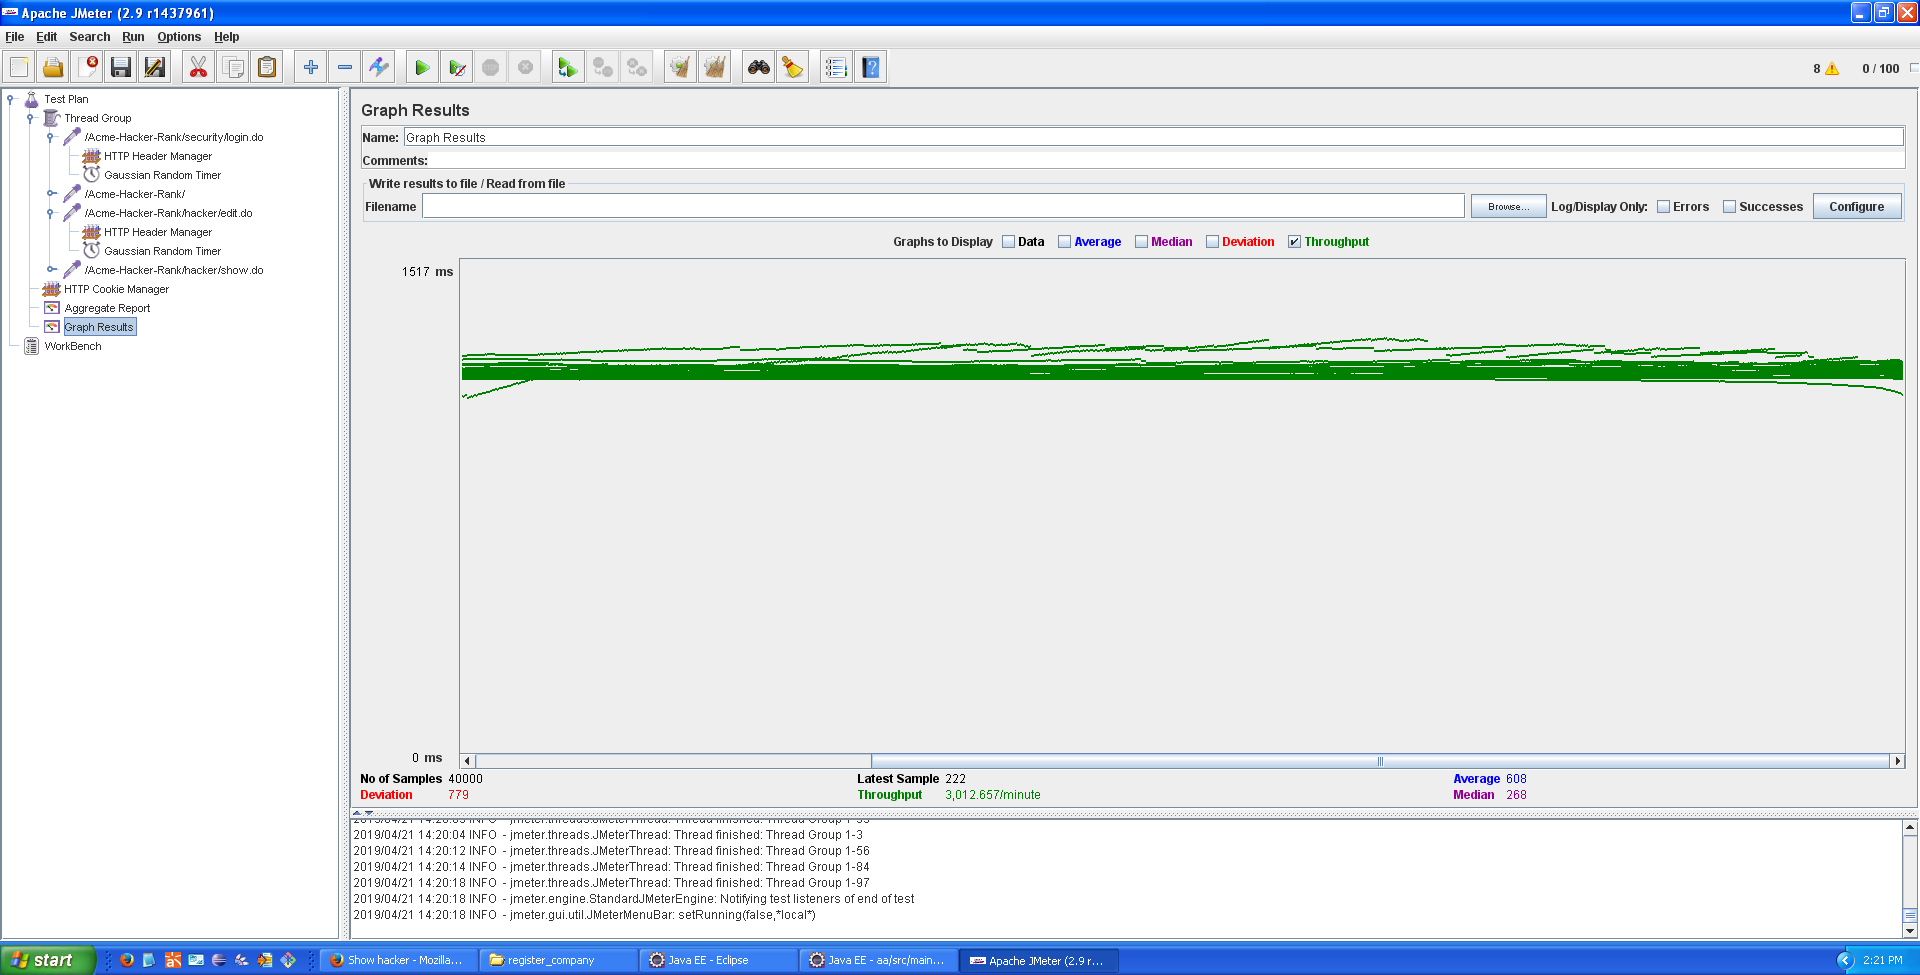 Apache JMeter (2.9 r1437961)
File Edit Search Run Options Help
8 0 / 100
Test Plan
Thread Group
/Acme-Hacker-Rank/security/login.do
HTTP Header Manager
Gaussian Random Timer
/Acme-Hacker-Rank/
/Acme-Hacker-Rank/hacker/edit.do
HTTP Header Manager
Gaussian Random Timer
/Acme-Hacker-Rank/hacker/show.do
HTTP Cookie Manager
Aggregate Report
Graph Results
WorkBench
Graph Results
Name: Graph Results
Comments:
Write results to file / Read from file
Filename Browse... Log/Display Only: Errors Successes Configure
Graphs to Display Data Average Median Deviation Throughput
1517 ms
0 ms
No of Samples 40000 Latest Sample 222 Average 608
Deviation 779 Throughput 3,012.657/minute Median 268
2019/04/21 14:20:04 INFO - jmeter.threads.JMeterThread: Thread finished: Thread Group 1-3
2019/04/21 14:20:12 INFO - jmeter.threads.JMeterThread: Thread finished: Thread Group 1-56
2019/04/21 14:20:14 INFO - jmeter.threads.JMeterThread: Thread finished: Thread Group 1-84
2019/04/21 14:20:18 INFO - jmeter.threads.JMeterThread: Thread finished: Thread Group 1-97
2019/04/21 14:20:18 INFO - jmeter.engine.StandardJMeterEngine: Notifying test listeners of end of test
2019/04/21 14:20:18 INFO - jmeter.gui.util.JMeterMenuBar: setRunning(false,*local*)
start Show hacker - Mozilla... register_company Java EE - Eclipse Java EE - aa/src/main... Apache JMeter (2.9 r... 2:21 PM